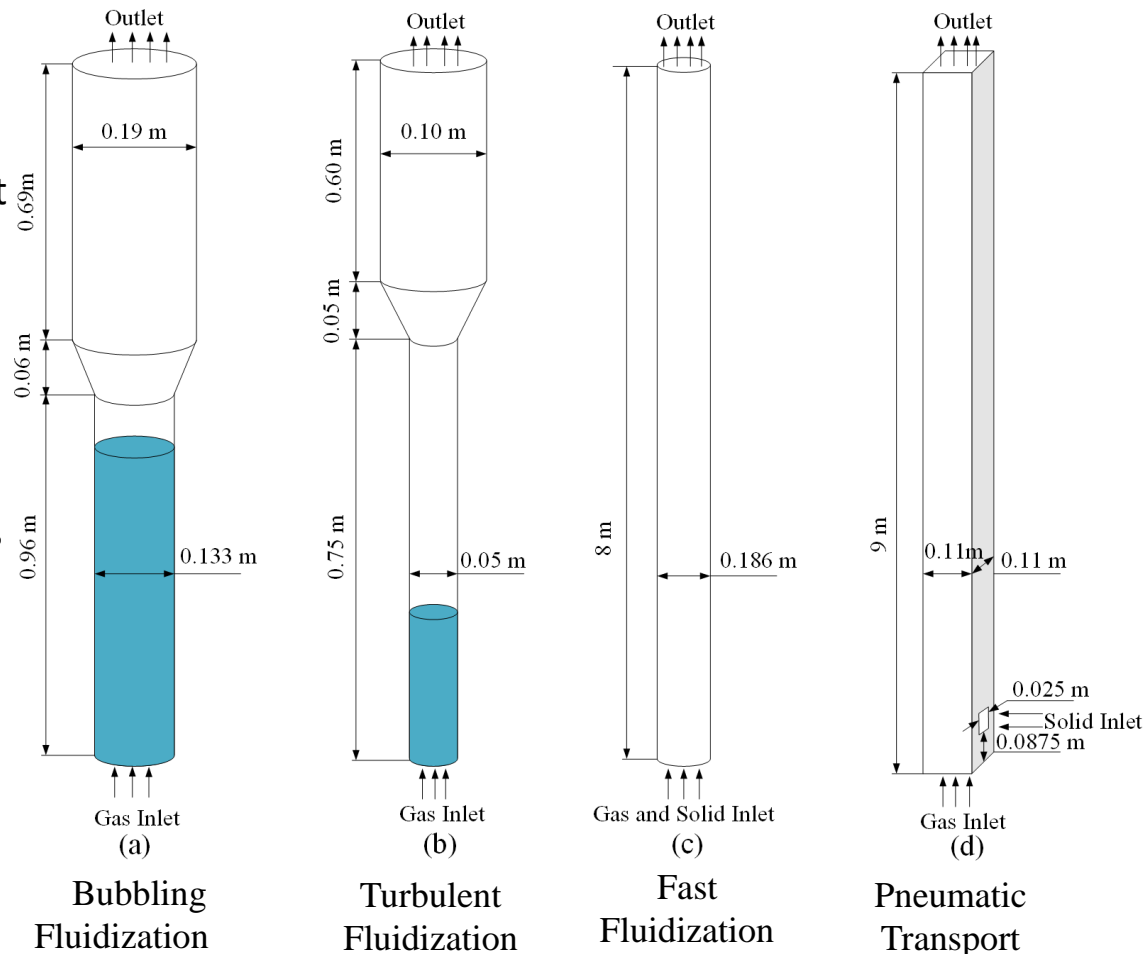 Outlet
0.19 m
0.69m
0.06 m
0.96 m
0.133 m
Gas Inlet
(a)
Bubbling
Fluidization
Outlet
0.10 m
0.60 m
0.05 m
0.75 m
0.05 m
Gas Inlet
(b)
Turbulent
Fluidization
Outlet
8 m
0.186 m
Gas and Solid Inlet
(c)
Fast
Fluidization
Outlet
9 m
0.11m
0.11 m
0.025 m
Solid Inlet
0.0875 m
Gas Inlet
(d)
Pneumatic
Transport